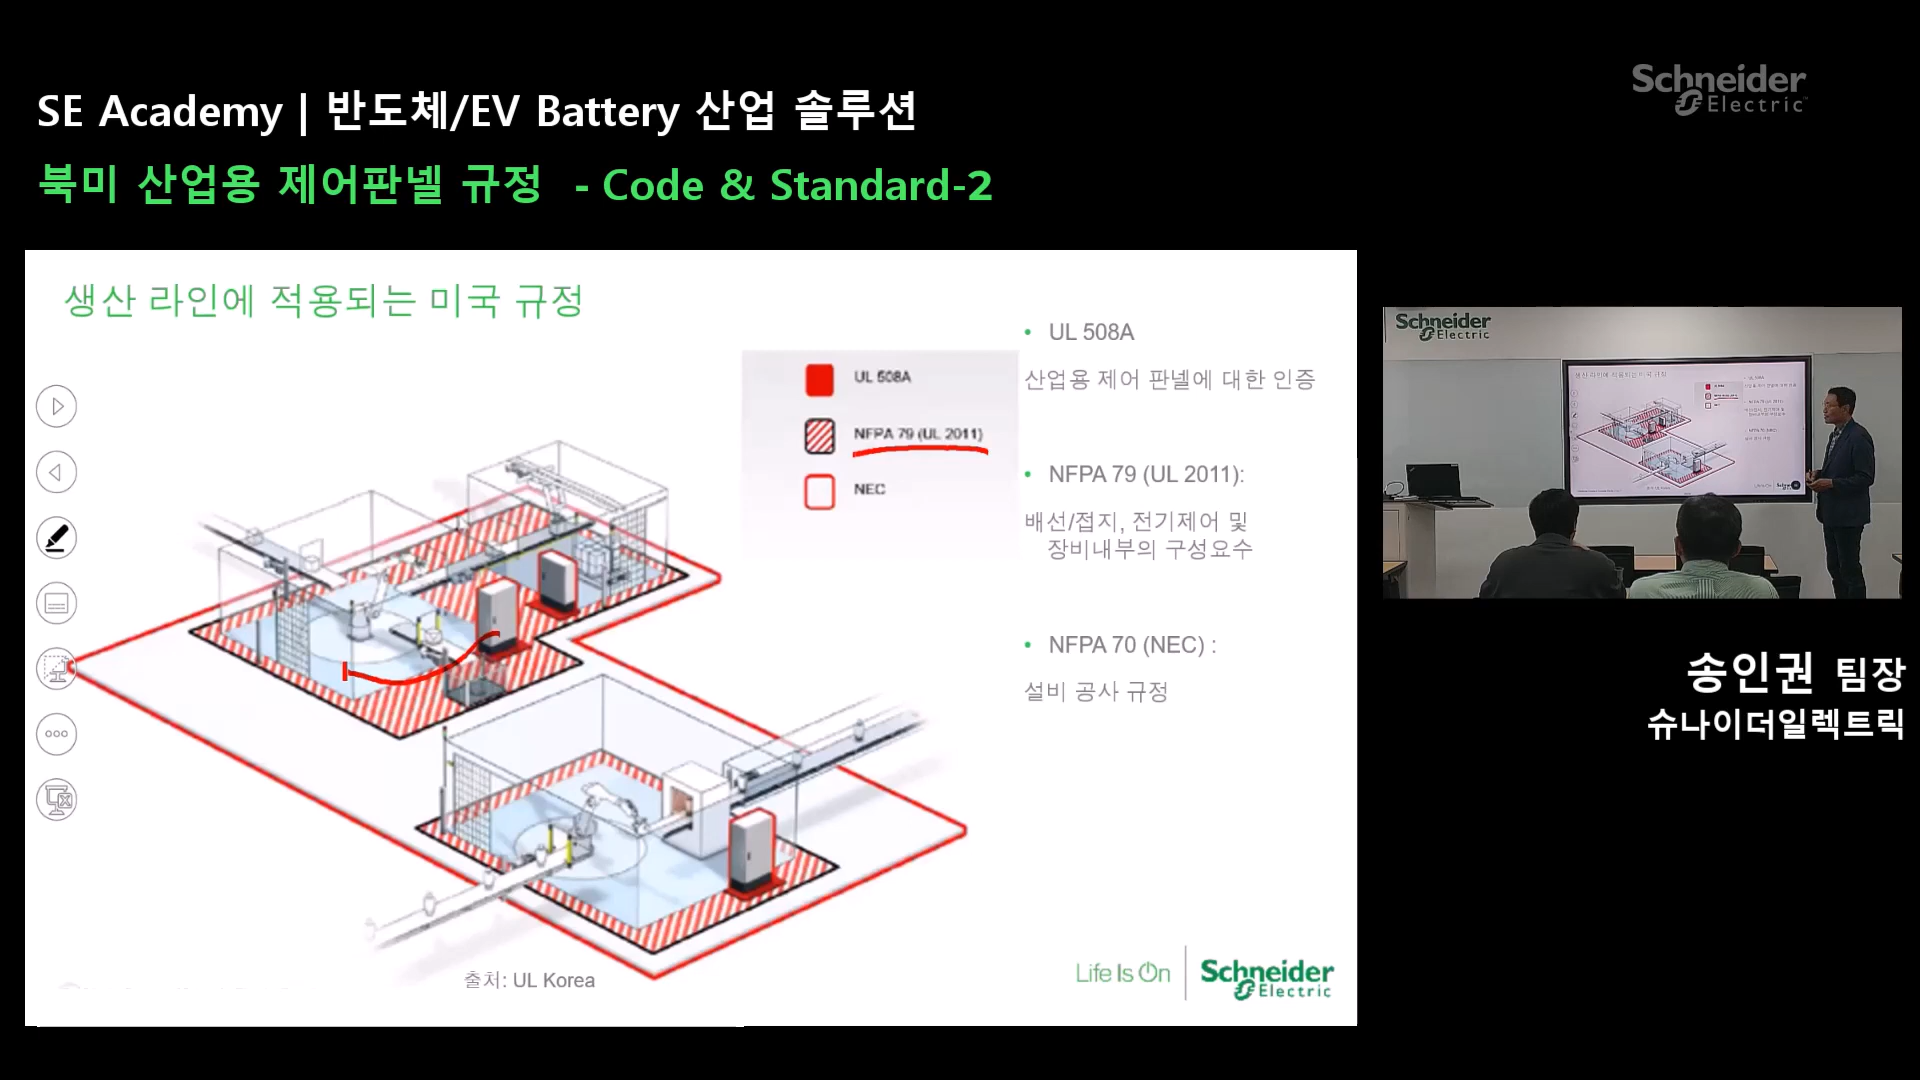 SE Academy | 반도체/EV Battery 산업 솔루션
북미 산업용 제어판넬 규정 - Code & Standard-2
Schneider
Electric
생산 라인에 적용되는 미국 규정
UL 508A
NFPA 79 (UL 2011)
NEC
• UL 508A
산업용 제어 판넬에 대한 인증
• NFPA 79 (UL 2011):
배선/접지, 전기제어 및
장비내부의 구성요수
• NFPA 70 (NEC) :
설비 공사 규정
출처: UL Korea
Life Is On
Schneider
Electric
Schneider
Electric
송인권 팀장
슈나이더일렉트릭